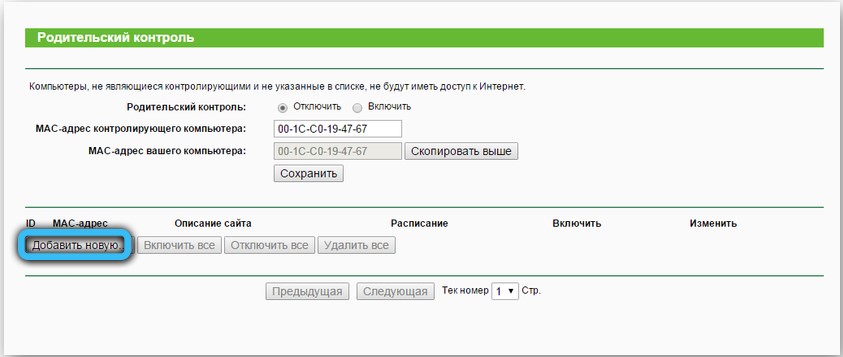 Родительский контроль
Компьютеры, не являющиеся контролирующими и не указанные в списке, не будут иметь доступ к Интернет.
Родительский контроль: Отключить Включить
МАС-адрес контролирующего компьютера: 00-1C-C0-19-47-67
МАС-адрес вашего компьютера: 00-1C-C0-19-47-67 Скопировать выше
Сохранить
ID МАС-адрес Описание сайта Расписание Включить Изменить
Добавить новую Включить все Отключить все Удалить все
Предыдущая Следующая Тек номер 1 Стр.